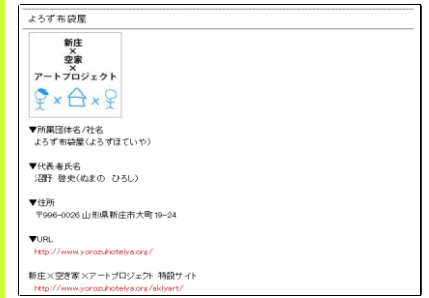 よろず布袋屋
新庄
×
空家
×
アートプロジェクト
× ×
▼所属団体名/社名
よろず布袋屋(よろずほていや)
▼代表者氏名
沼野 啓史(ぬまの ひろし)
▼住所
〒996-0026 山形県新庄市大町19-24
▼URL
http://www.yorozuhoteiya.org/
新庄×空き家×アートプロジェクト 特設サイト
http://www.yorozuhoteiya.org/akiyart/